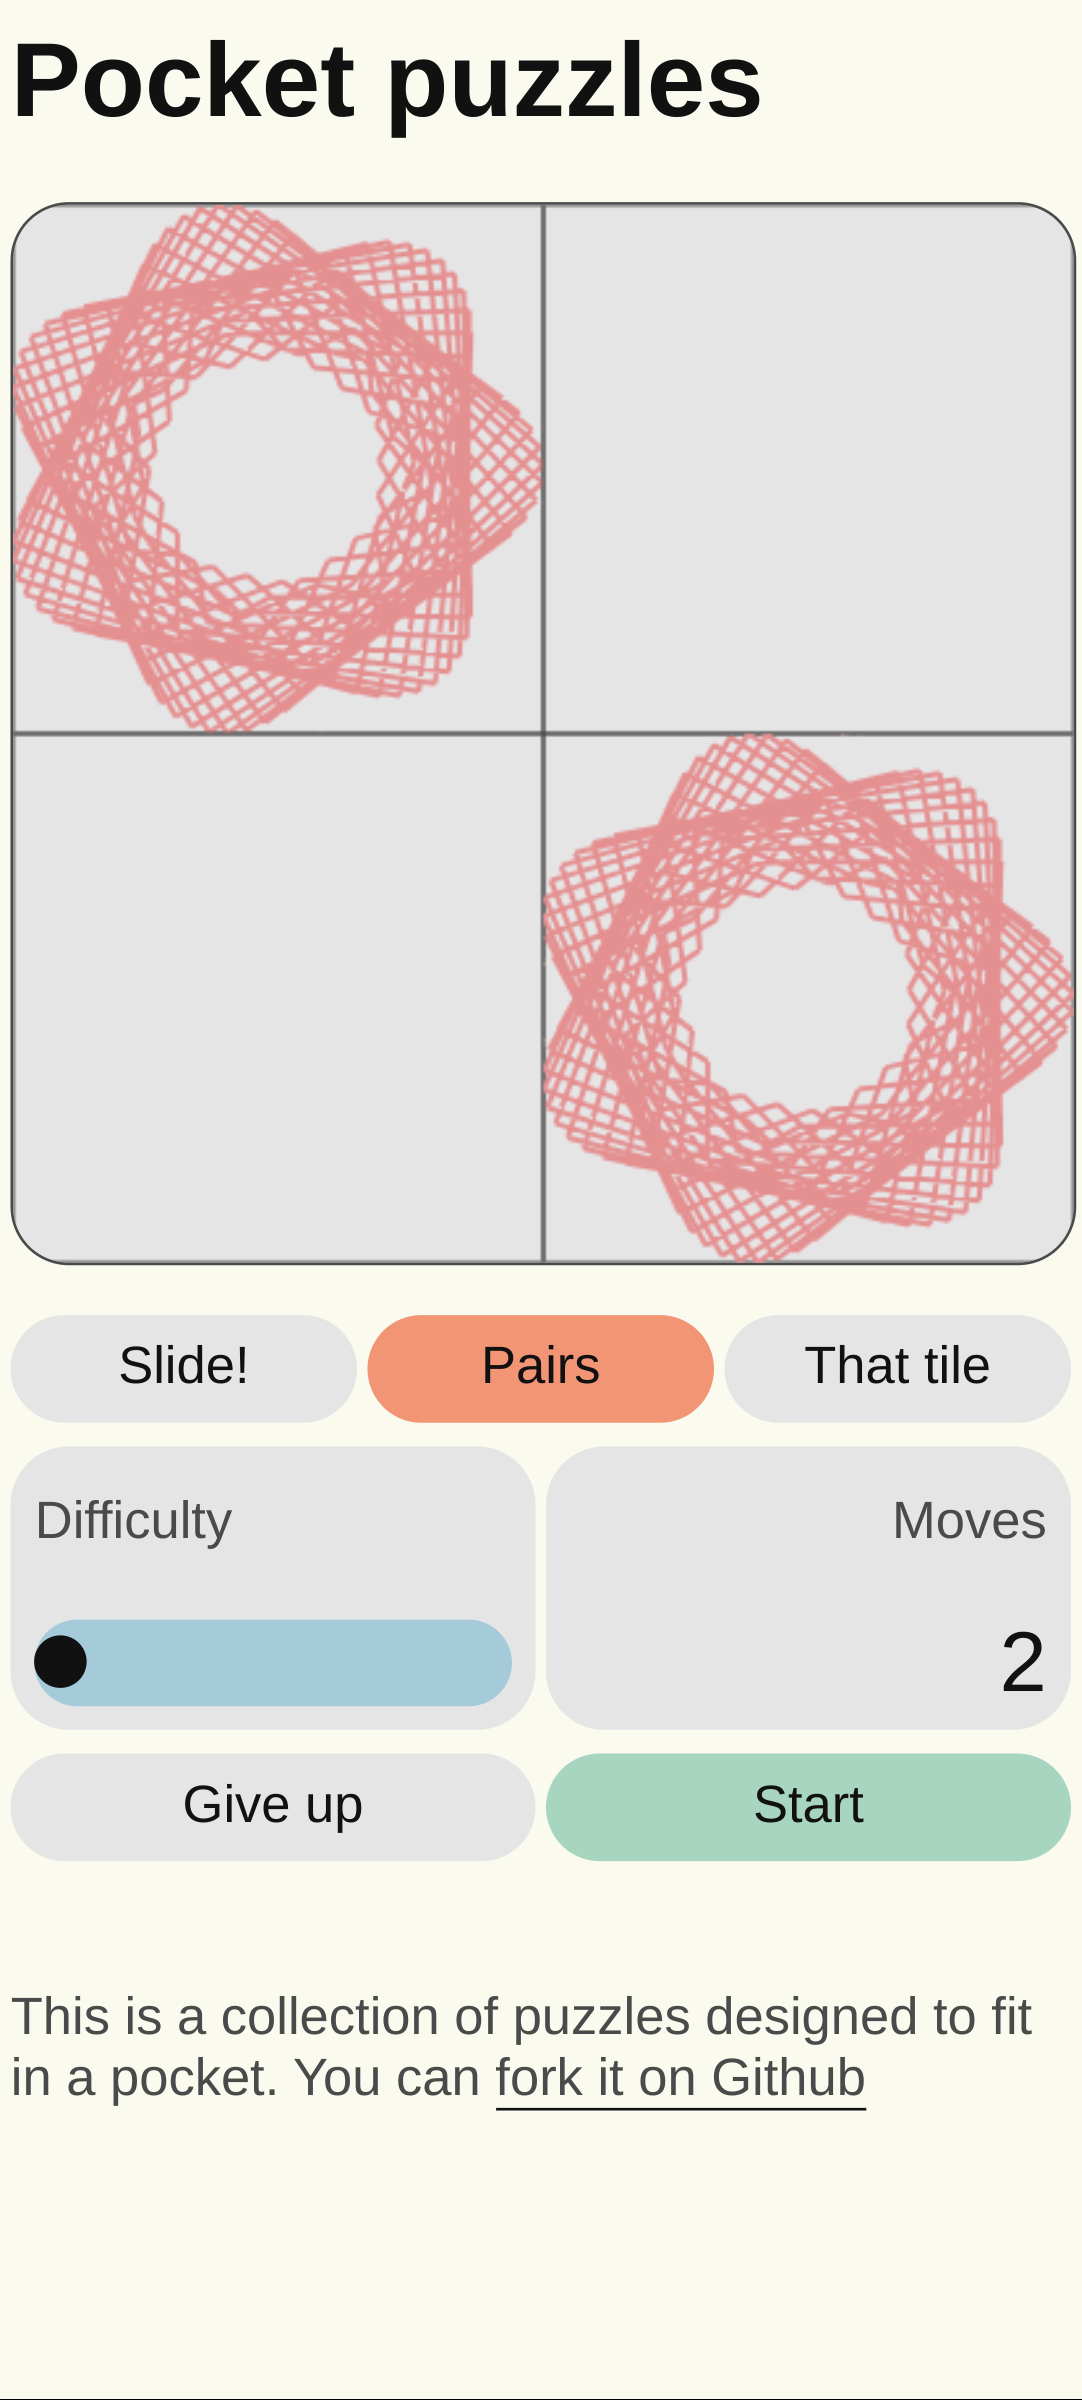 Pocket puzzles
Slide!
Pairs
That tile
Difficulty
Moves
2
Give up
Start
This is a collection of puzzles designed to fit
in a pocket. You can fork it on Github